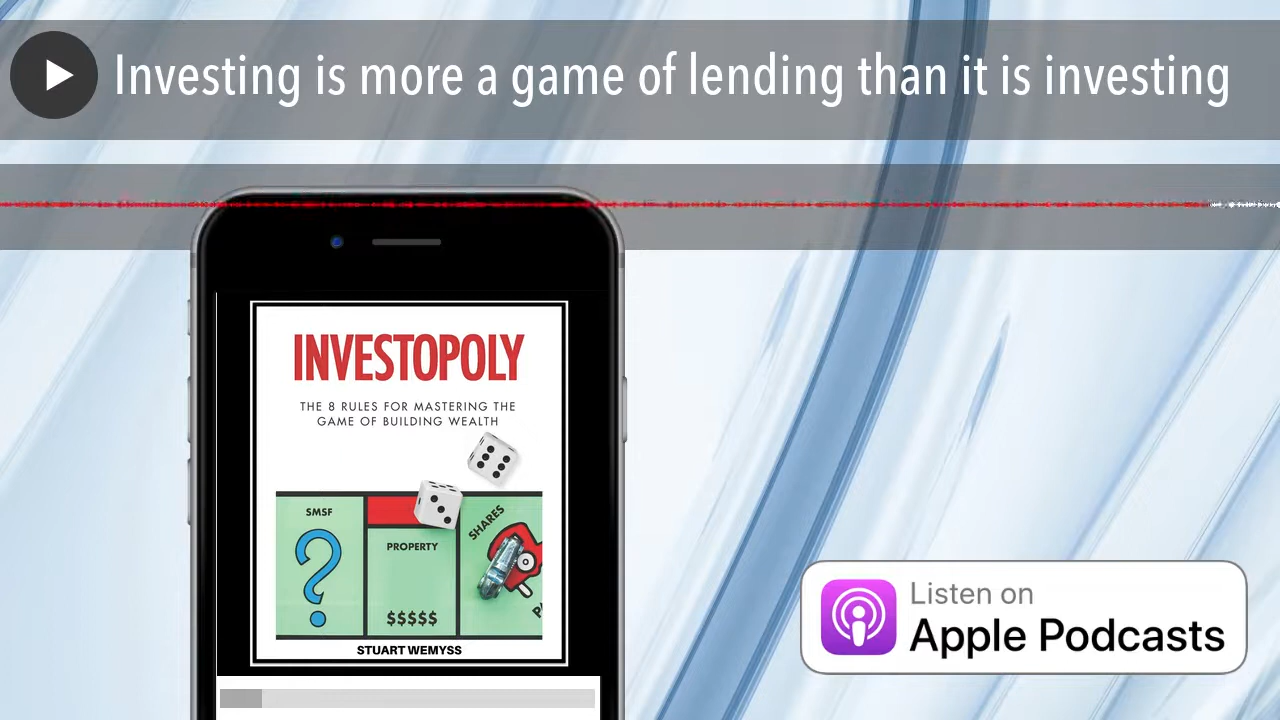 Investing is more a game of lending than it is investing
INVESTOPOLY
THE 8 RULES FOR MASTERING THE
GAME OF BUILDING WEALTH
SMSF
PROPERTY
SHARES
$$$$$
STUART WEMYSS
Listen on
Apple Podcasts